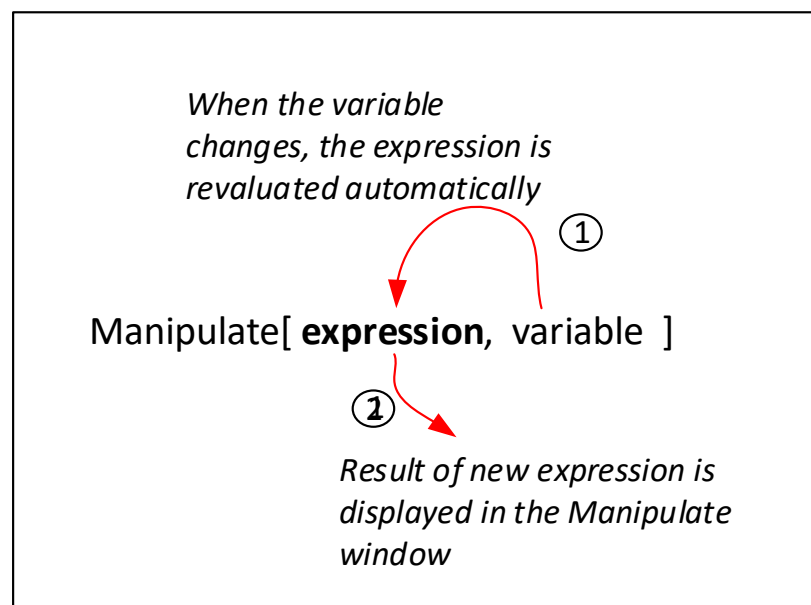 When the variable
changes, the expression is
revaluated automatically
1
Manipulate[ expression, variable ]
Result of new expression is
displayed in the Manipulate
window